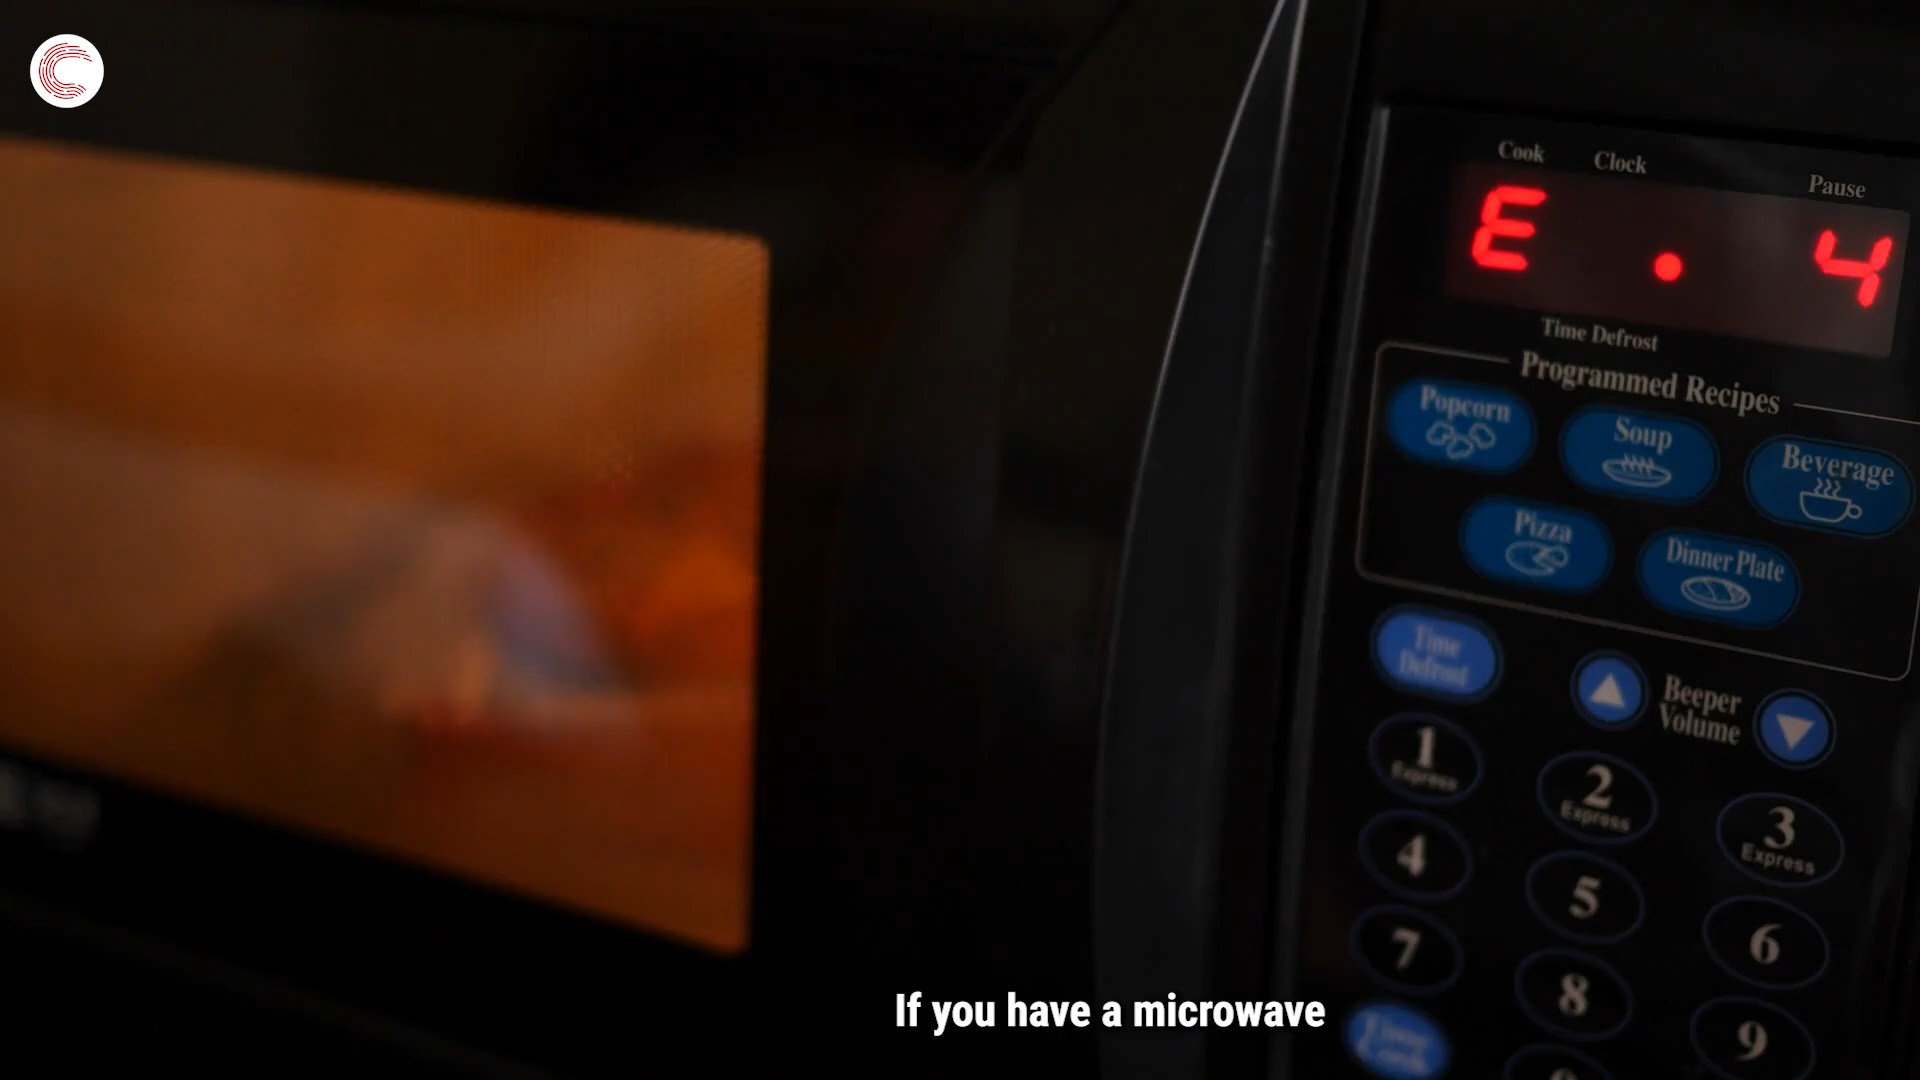 Cook Clock Pause
E . 4
Time Defrost
Programmed Recipes
Popcorn
Soup
Beverage
Pizza
Dinner Plate
Time
Defrost
Beeper
Volume
1
Express
2
Express
3
Express
4
5
6
7
8
9
If you have a microwave